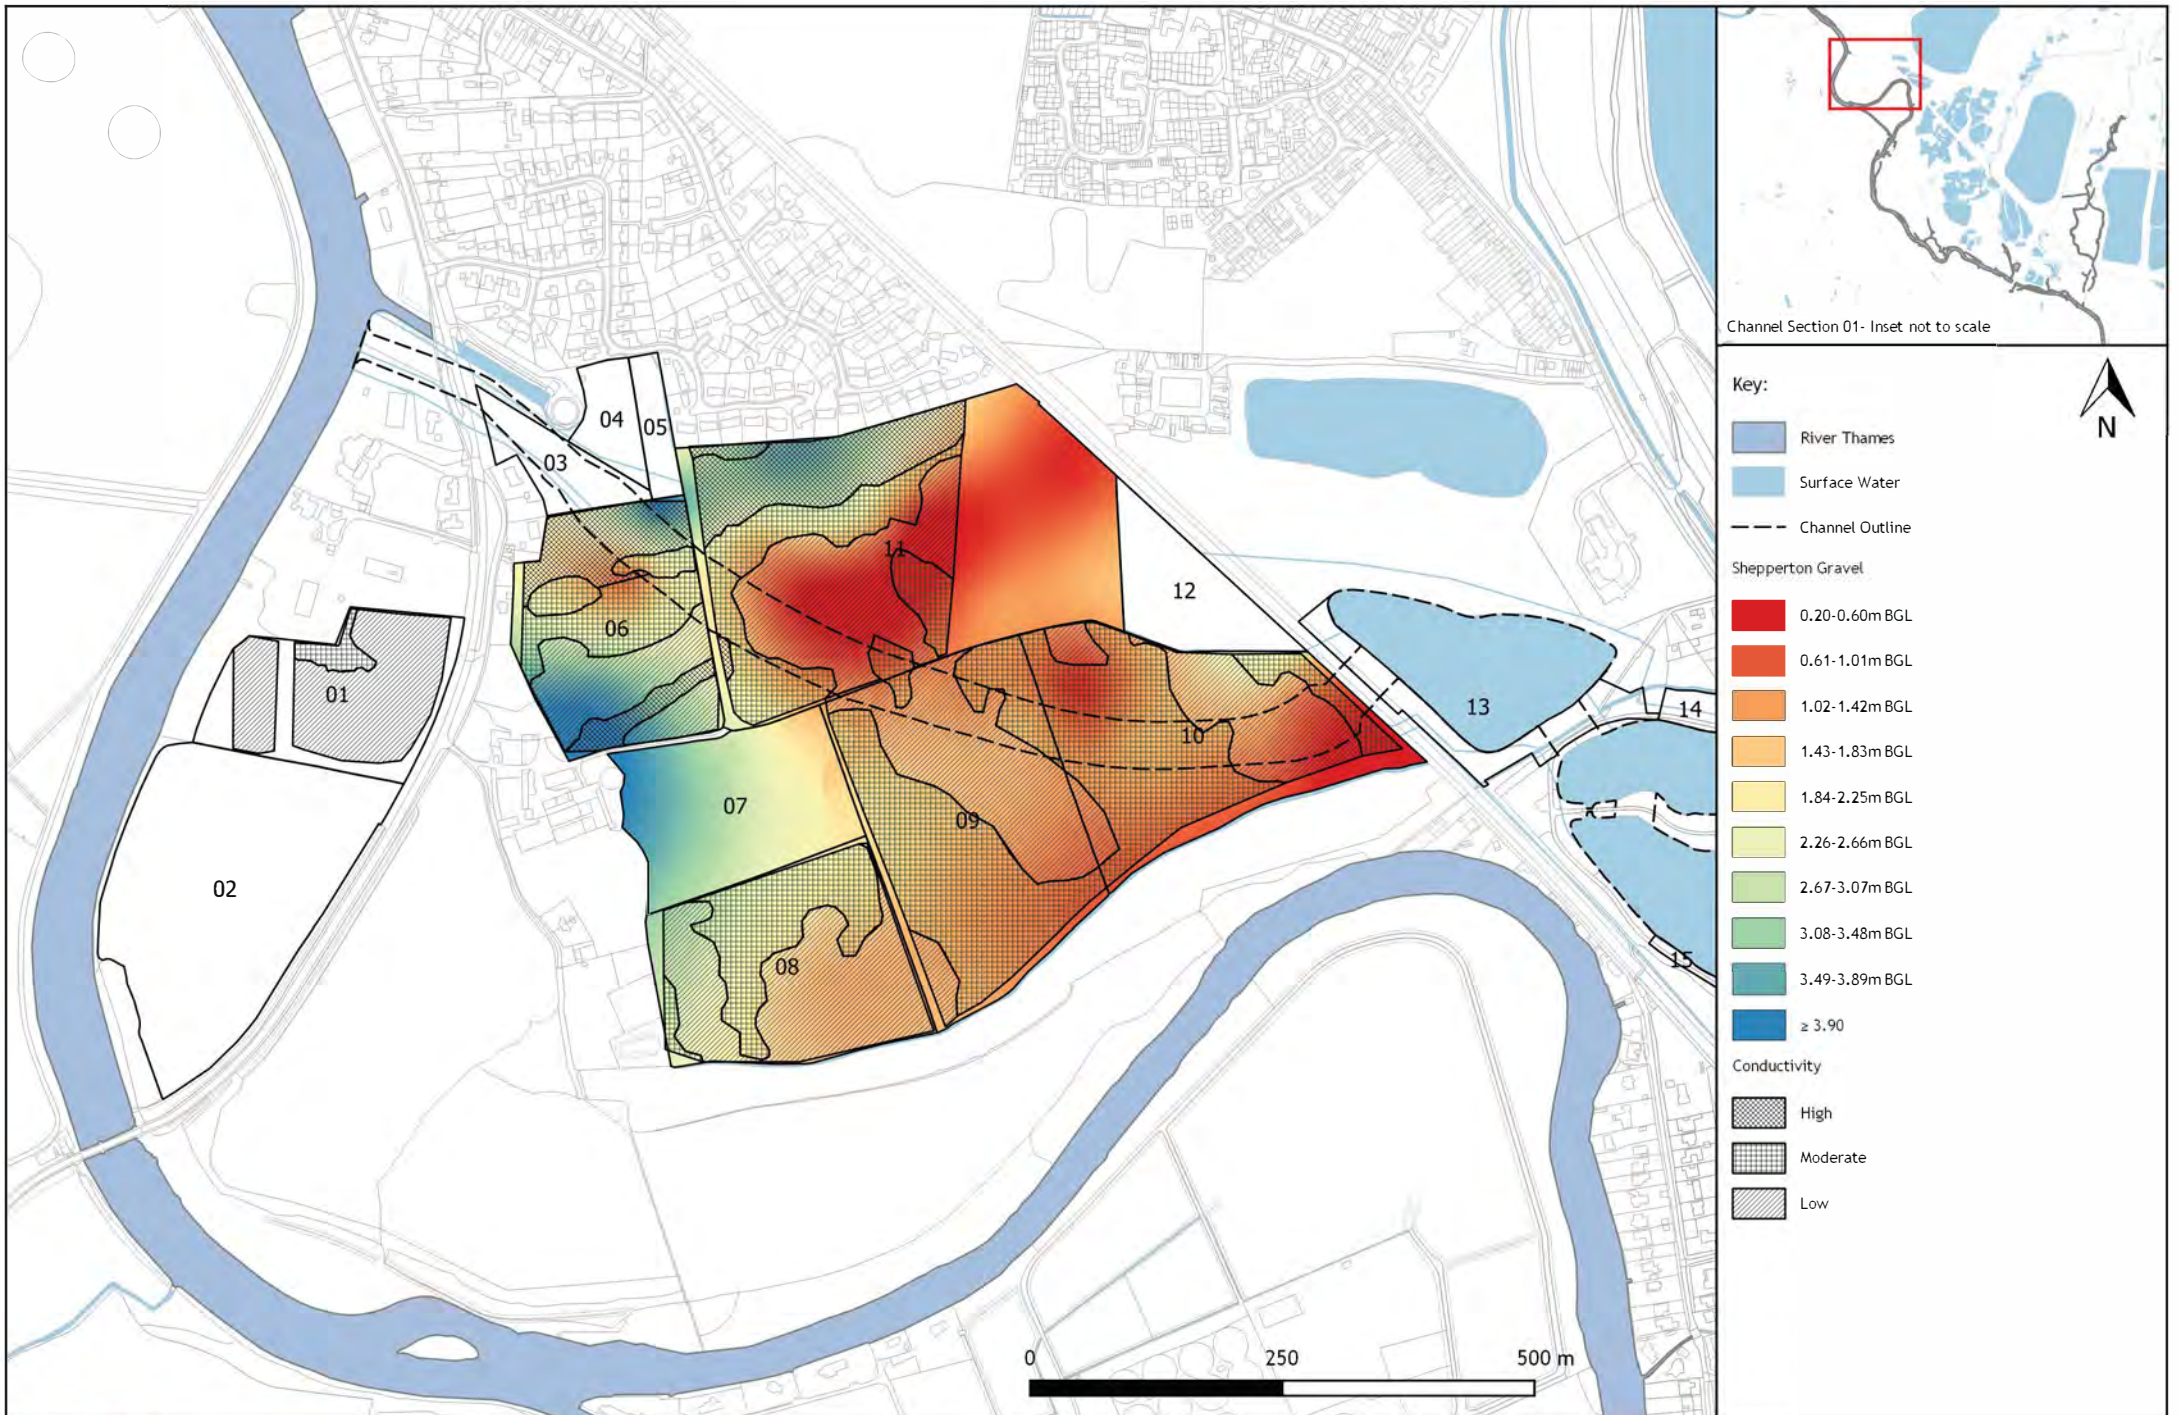 Channel Section 01- Inset not to scale
Key:
N
River Thames
Surface Water
Channel Outline
Shepperton Gravel
0.20-0.60m BGL
0.61-1.01m BGL
1.02-1.42m BGL
1.43-1.83m BGL
1.84-2.25m BGL
2.26-2.66m BGL
2.67-3.07m BGL
3.08-3.48m BGL
3.49-3.89m BGL
≥ 3.90
Conductivity
High
Moderate
Low
04
05
03
11
12
06
01
13
14
10
07
09
02
08
15
0 250 500 m